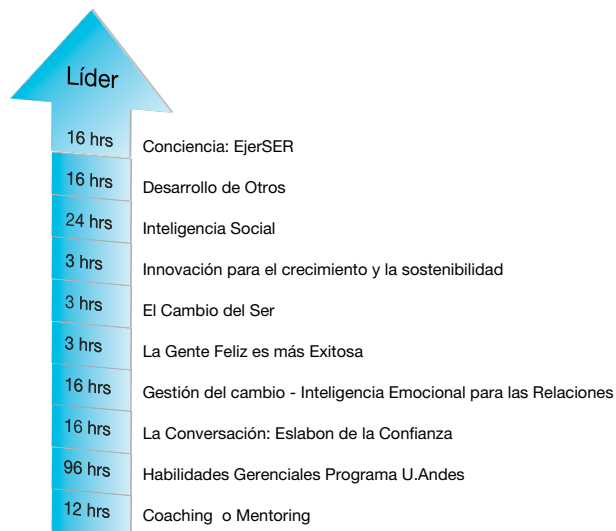 Líder
16 hrs Conciencia: EjerSER
16 hrs Desarrollo de Otros
24 hrs Inteligencia Social
3 hrs Innovación para el crecimiento y la sostenibilidad
3 hrs El Cambio del Ser
3 hrs La Gente Feliz es más Exitosa
16 hrs Gestión del cambio - Inteligencia Emocional para las Relaciones
16 hrs La Conversación: Eslabon de la Confianza
96 hrs Habilidades Gerenciales Programa U.Andes
12 hrs Coaching o Mentoring